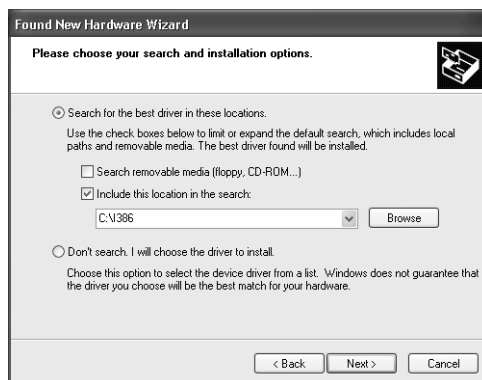 Found New Hardware Wizard
Please choose your search and installation options.
Search for the best driver in these locations.
Use the check boxes below to limit or expand the default search, which includes local
paths and removable media. The best driver found will be installed.
Search removable media (floppy, CD-ROM...)
Include this location in the search:
C:\I386
Browse
Don't search. I will choose the driver to install.
Choose this option to select the device driver from a list. Windows does not guarantee that
the driver you choose will be the best match for your hardware.
< Back Next > Cancel